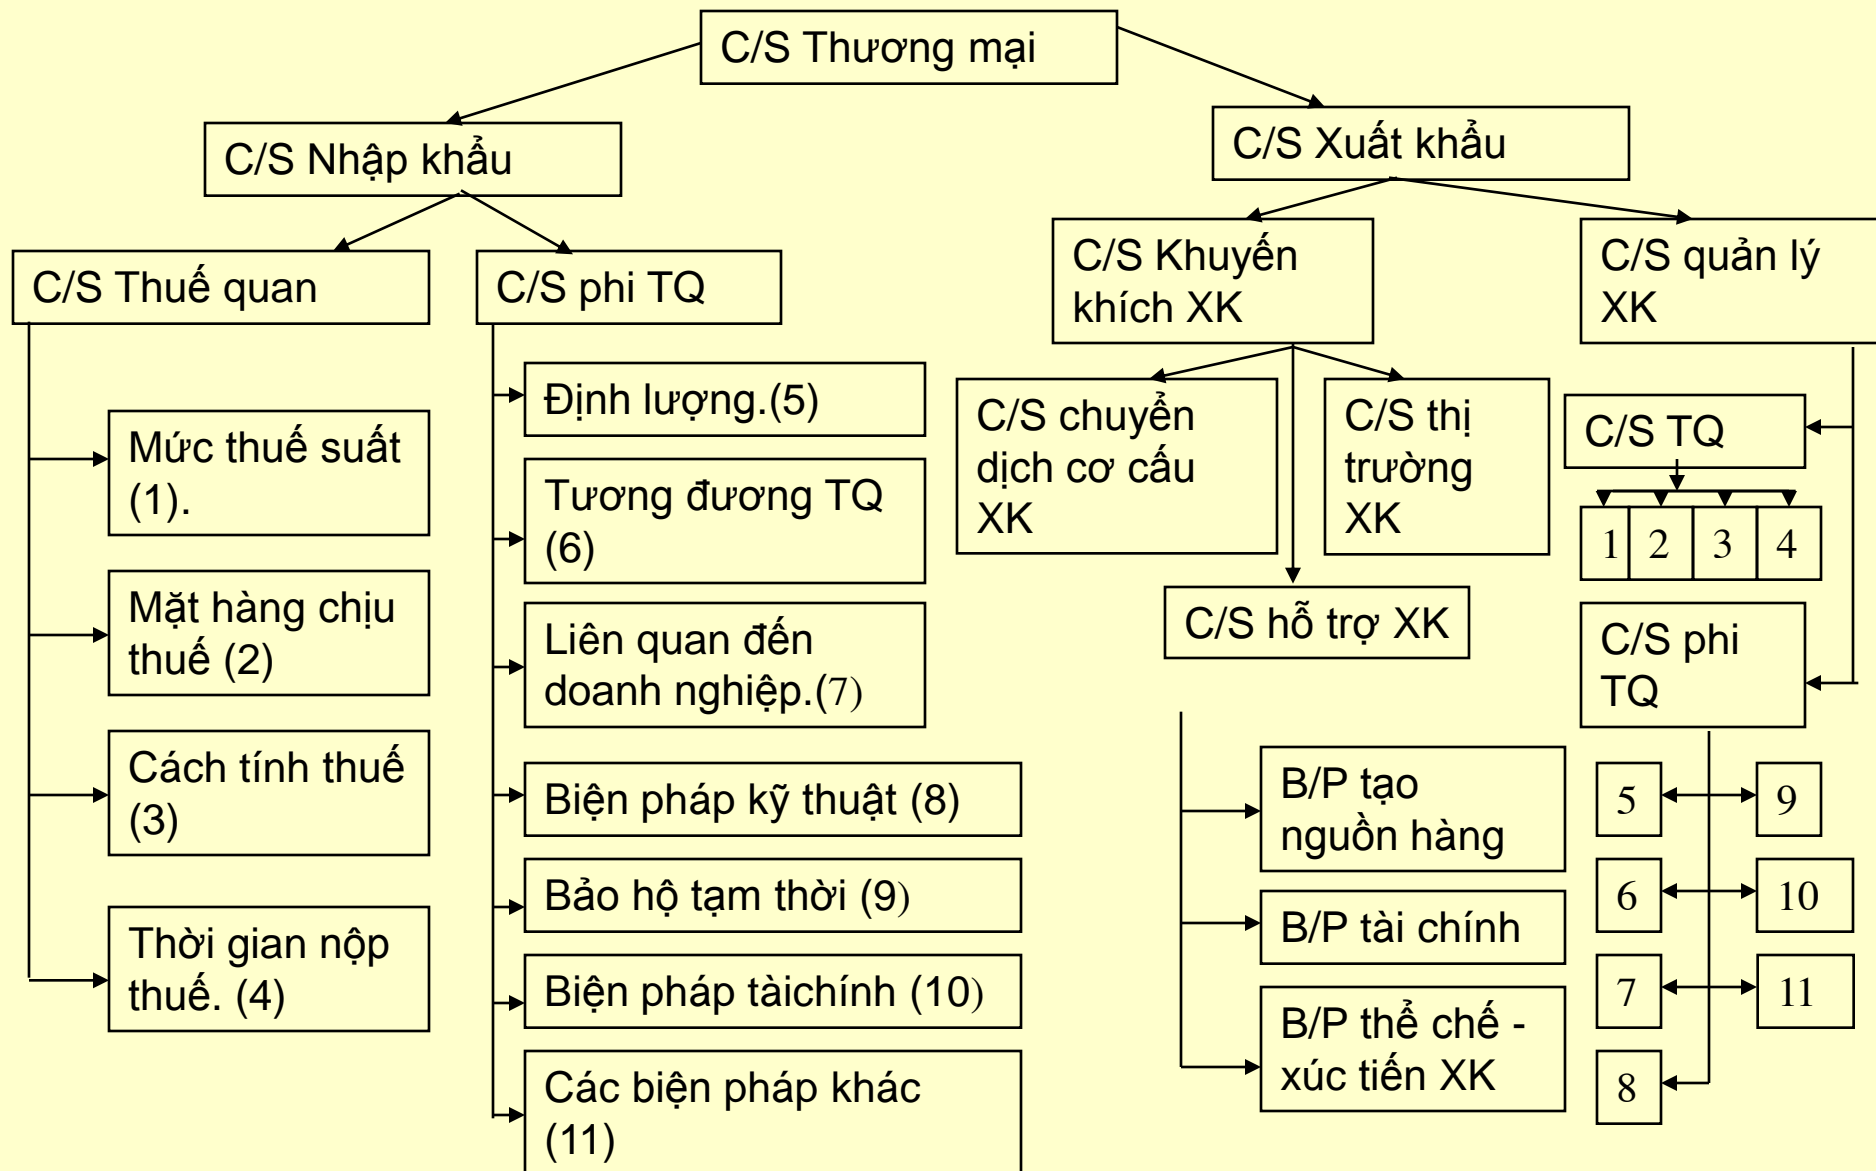 C/S Thương mại
C/S Nhập khẩu
C/S Xuất khẩu
C/S Thuế quan
C/S phi TQ
C/S Khuyến
khích XK
C/S quản lý
XK
Mức thuế suất
(1).
Mặt hàng chịu
thuế (2)
Cách tính thuế
(3)
Thời gian nộp
thuế. (4)
Định lượng.(5)
Tương đương TQ
(6)
Liên quan đến
doanh nghiệp.(7)
Biện pháp kỹ thuật (8)
Bảo hộ tạm thời (9)
Biện pháp tàichính (10)
Các biện pháp khác
(11)
C/S chuyển
dịch cơ cấu
XK
C/S thị
trường
XK
C/S hỗ trợ XK
B/P tạo
nguồn hàng
B/P tài chính
B/P thể chế -
xúc tiến XK
C/S TQ
1 2 3 4
C/S phi
TQ
5 9
6 10
7 11
8